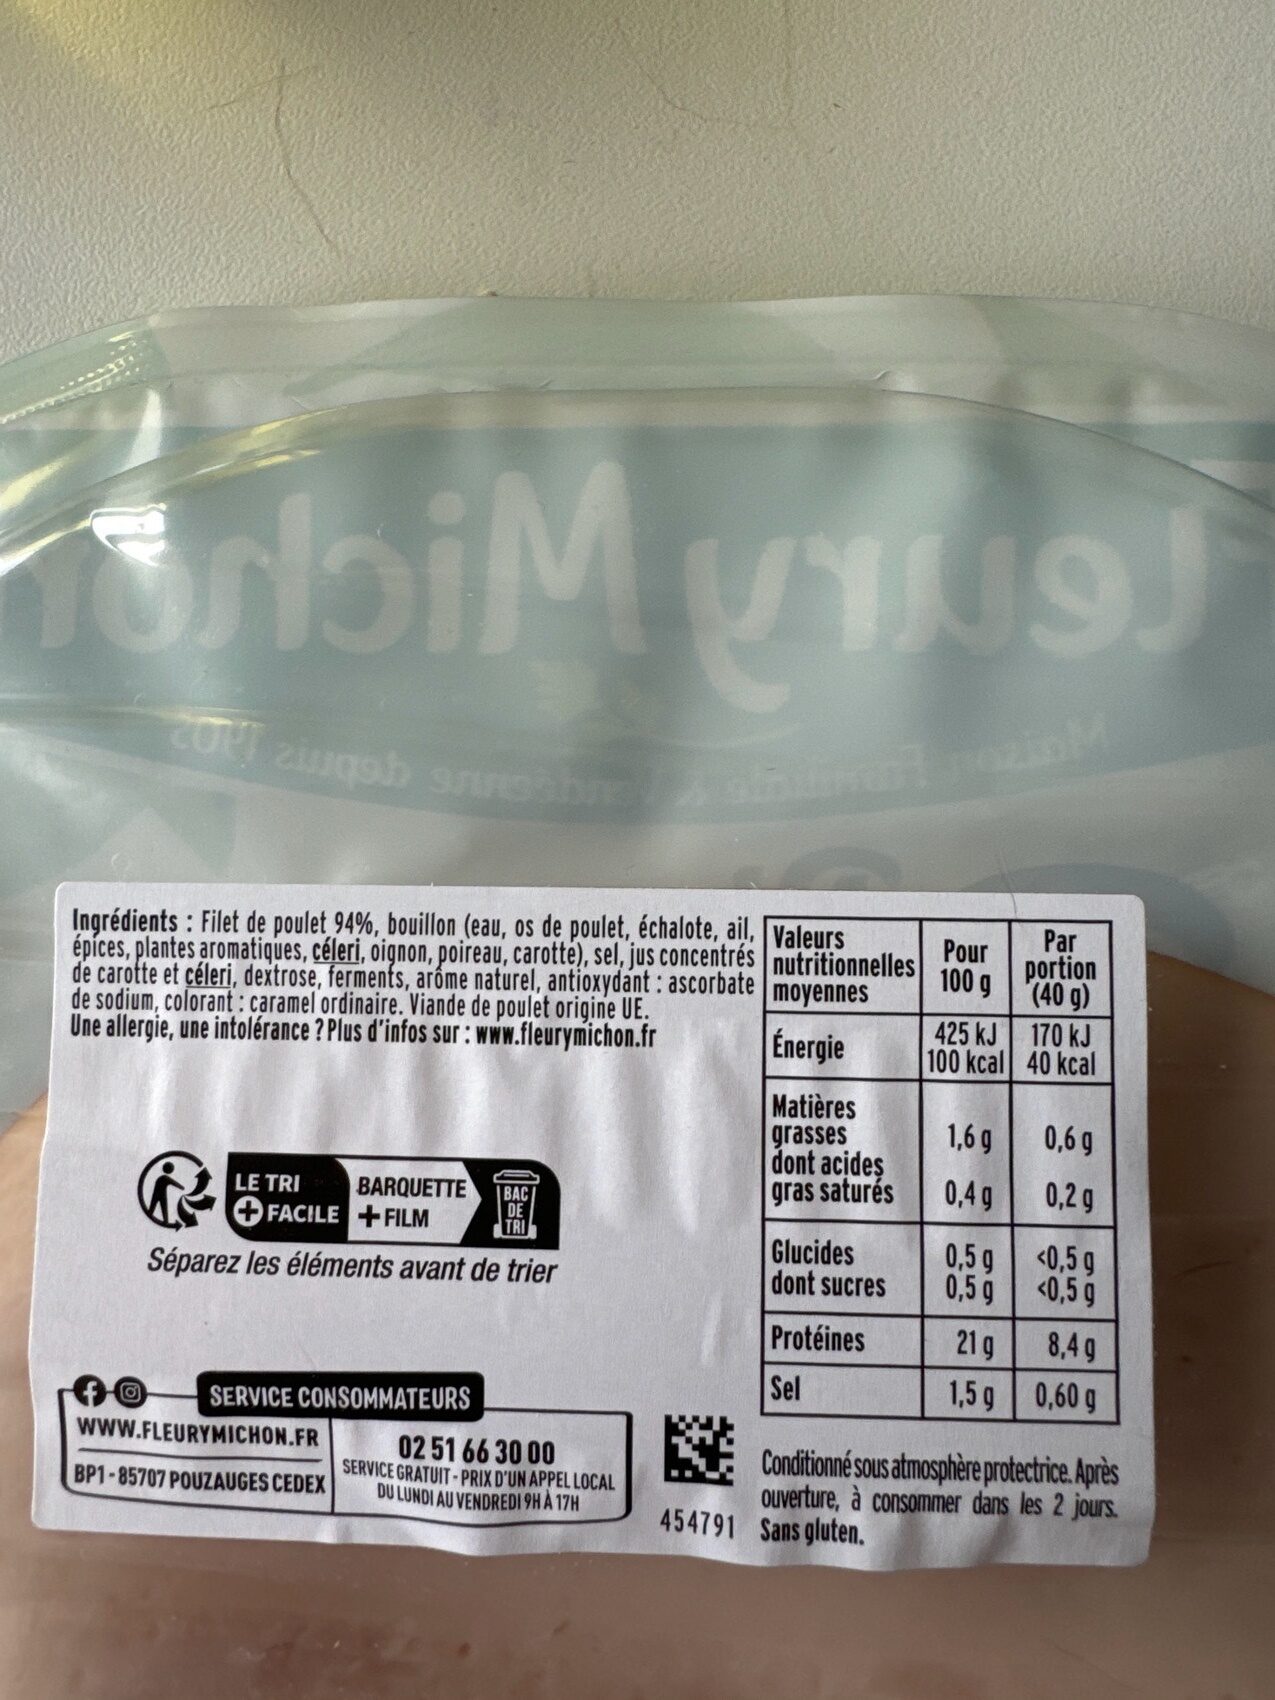 Fleury Michon
Maison Familiale & Vendéenne depuis 1905
Ingrédients : Filet de poulet 94%, bouillon (eau, os de poulet, échalote, ail,
épices, plantes aromatiques, céleri, oignon, poireau, carotte), sel, jus concentrés
de carotte et céleri, dextrose, ferments, arôme naturel, antioxydant : ascorbate
de sodium, colorant : caramel ordinaire. Viande de poulet origine UE.
Une allergie, une intolérance ? Plus d'infos sur : www.fleurymichon.fr
LE TRI
+ FACILE
BARQUETTE
+ FILM
BAC
DE
TRI
Séparez les éléments avant de trier
SERVICE CONSOMMATEURS
WWW.FLEURYMICHON.FR
BP1 - 85707 POUZAUGES CEDEX
02 51 66 30 00
SERVICE GRATUIT - PRIX D'UN APPEL LOCAL
DU LUNDI AU VENDREDI 9H À 17H
454791
Valeurs nutritionnelles moyennes | Pour 100 g | Par portion (40 g)
Énergie | 425 kJ 100 kcal | 170 kJ 40 kcal
Matières grasses | 1,6 g | 0,6 g
dont acides gras saturés | 0,4 g | 0,2 g
Glucides | 0,5 g | <0,5 g
dont sucres | 0,5 g | <0,5 g
Protéines | 21 g | 8,4 g
Sel | 1,5 g | 0,60 g
Conditionné sous atmosphère protectrice. Après
ouverture, à consommer dans les 2 jours.
Sans gluten.